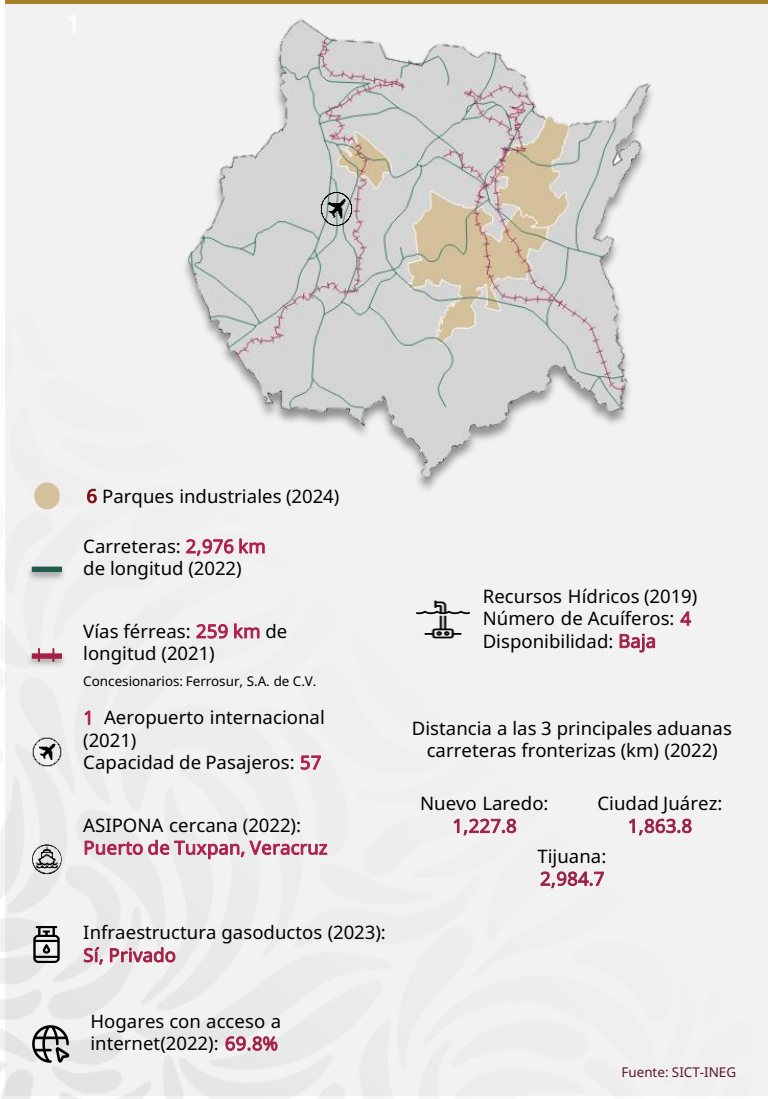 1
6 Parques industriales (2024)
Carreteras: 2,976 km
de longitud (2022)
Vías férreas: 259 km de
longitud (2021)
Concesionarios: Ferrosur, S.A. de C.V.
1 Aeropuerto internacional
(2021)
Capacidad de Pasajeros: 57
ASIPONA cercana (2022):
Puerto de Tuxpan, Veracruz
Infraestructura gasoductos (2023):
Sí, Privado
Hogares con acceso a
internet(2022): 69.8%
Recursos Hídricos (2019)
Número de Acuíferos: 4
Disponibilidad: Baja
Distancia a las 3 principales aduanas
carreteras fronterizas (km) (2022)
Nuevo Laredo:
1,227.8
Ciudad Juárez:
1,863.8
Tijuana:
2,984.7
Fuente: SICT-INEG